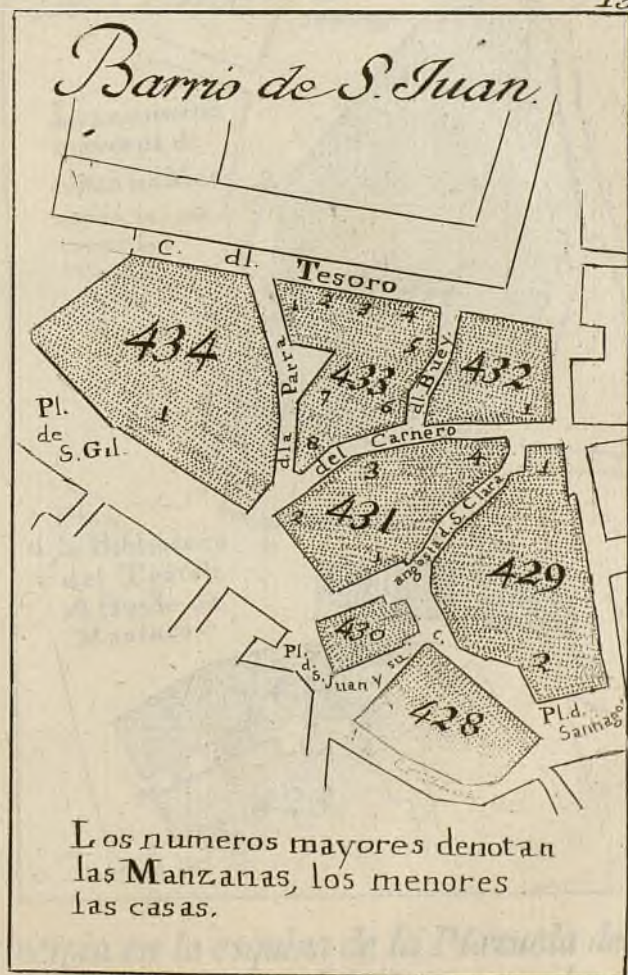 Barrio de S. Juan.
C. dl. Tesoro
434
1
Pl.
de
S. Gil.
dla Parra
1 2 3 4
5
433
7 6
8
dl Buey.
432
1
del Carnero
3 4
2
431
1
angosta d. S. Clara
1
429
2
430
Pl.
d. S. Juan y su C.
428
Pl. d.
Santiago.
Los numeros mayores denotan
las Manzanas, los menores
las casas.